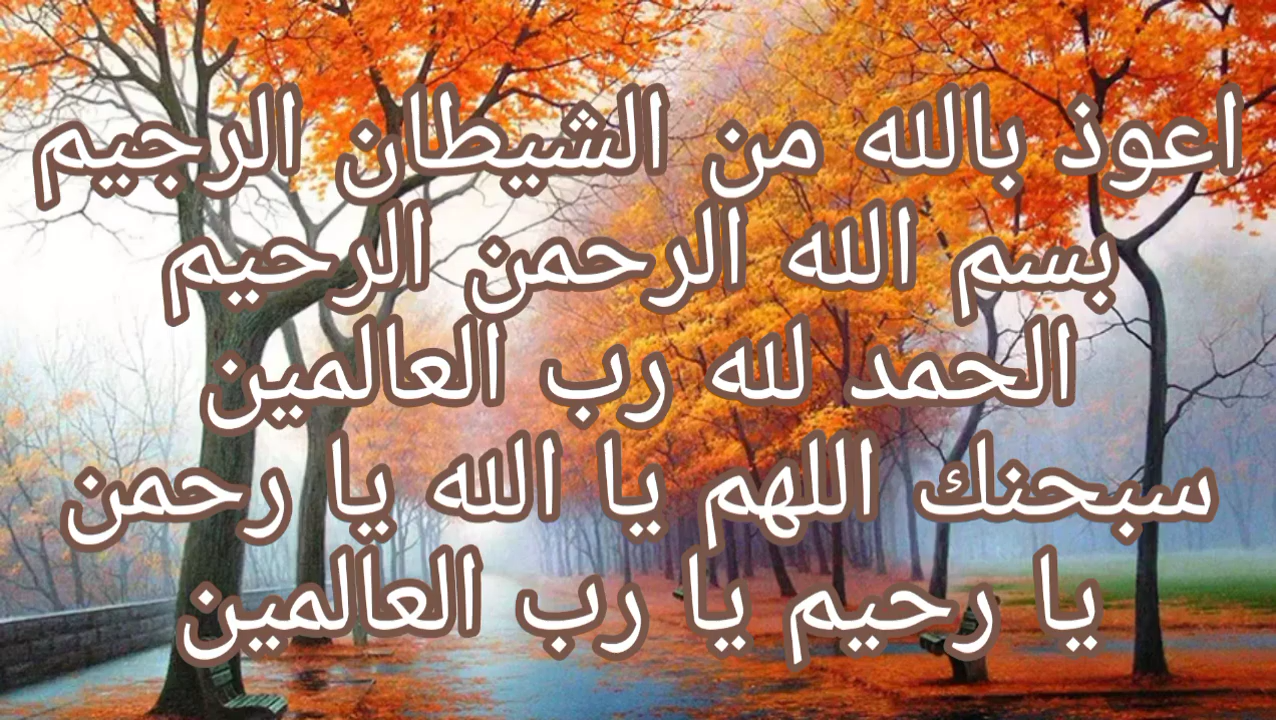 اعوذ بالله من الشيطان الرجيم
بسم الله الرحمن الرحيم
الحمد لله رب العالمين
سبحنك اللهم يا الله يا رحمن
يا رحيم يا رب العالمين